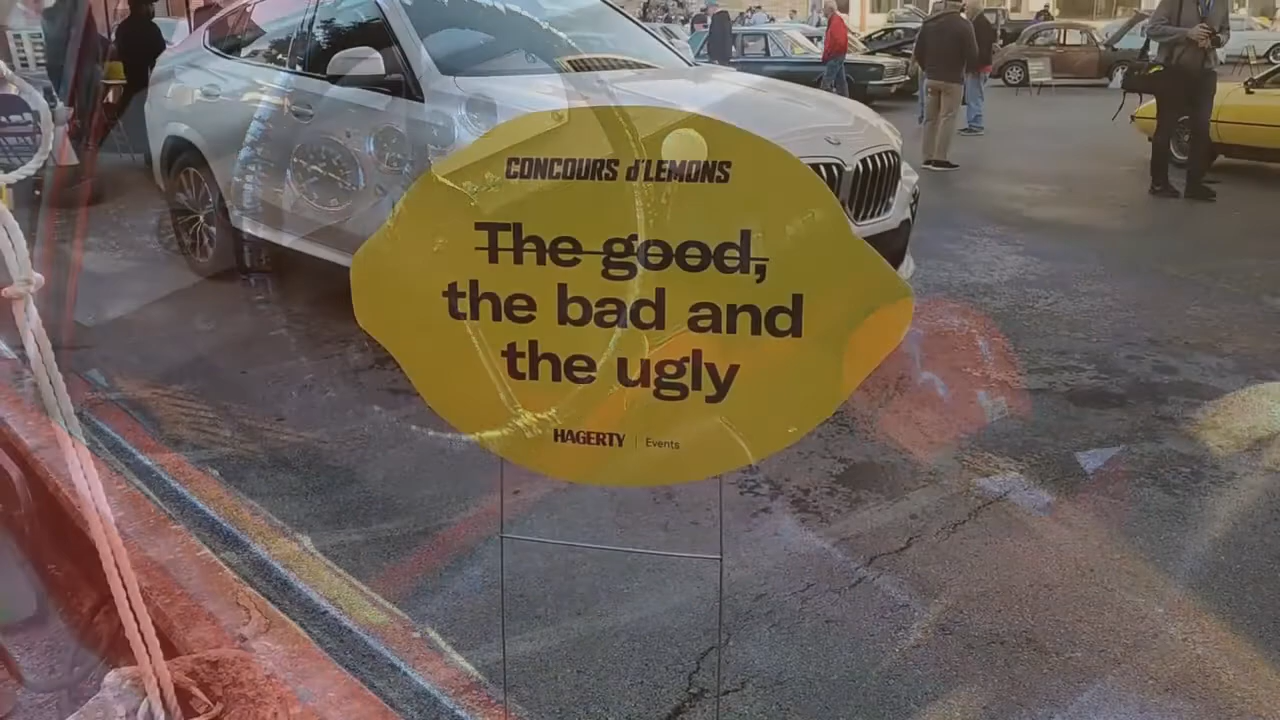 CONCOURS d'LEMONS
The good,
the bad and
the ugly
HAGERTY | Events